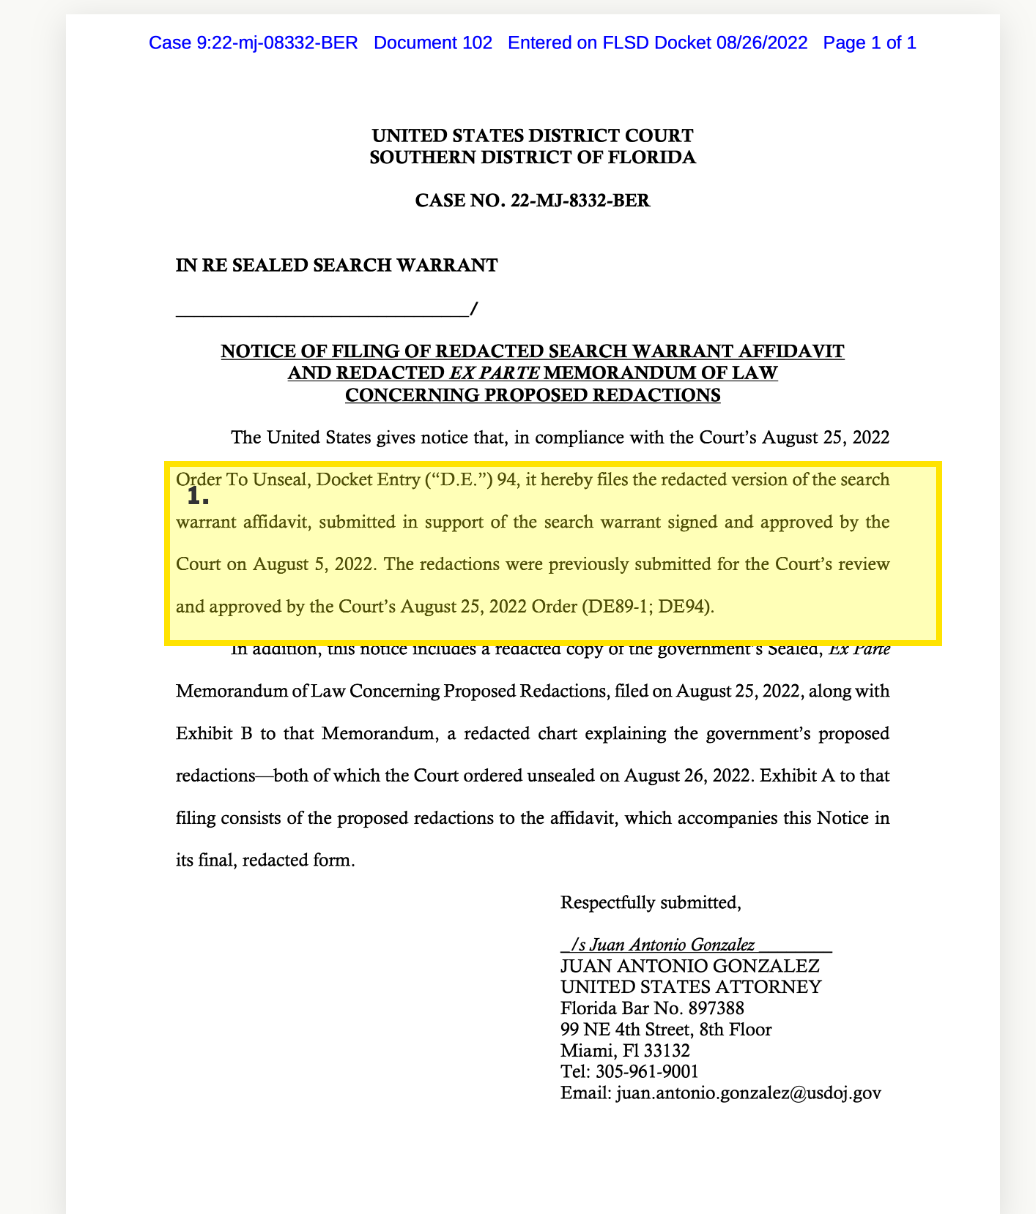 Case 9:22-mj-08332-BER Document 102 Entered on FLSD Docket 08/26/2022 Page 1 of 1
UNITED STATES DISTRICT COURT
SOUTHERN DISTRICT OF FLORIDA
CASE NO. 22-MJ-8332-BER
IN RE SEALED SEARCH WARRANT
_______________________________/
NOTICE OF FILING OF REDACTED SEARCH WARRANT AFFIDAVIT
AND REDACTED EX PARTE MEMORANDUM OF LAW
CONCERNING PROPOSED REDACTIONS
The United States gives notice that, in compliance with the Court’s August 25, 2022
Order To Unseal, Docket Entry (“D.E.”) 94, it hereby files the redacted version of the search
1.
warrant affidavit, submitted in support of the search warrant signed and approved by the
Court on August 5, 2022. The redactions were previously submitted for the Court’s review
and approved by the Court’s August 25, 2022 Order (DE89-1; DE94).
In addition, this notice includes a redacted copy of the government’s Sealed, Ex Parte
Memorandum of Law Concerning Proposed Redactions, filed on August 25, 2022, along with
Exhibit B to that Memorandum, a redacted chart explaining the government’s proposed
redactions—both of which the Court ordered unsealed on August 26, 2022. Exhibit A to that
filing consists of the proposed redactions to the affidavit, which accompanies this Notice in
its final, redacted form.
Respectfully submitted,
_/s Juan Antonio Gonzalez ________
JUAN ANTONIO GONZALEZ
UNITED STATES ATTORNEY
Florida Bar No. 897388
99 NE 4th Street, 8th Floor
Miami, Fl 33132
Tel: 305-961-9001
Email: juan.antonio.gonzalez@usdoj.gov